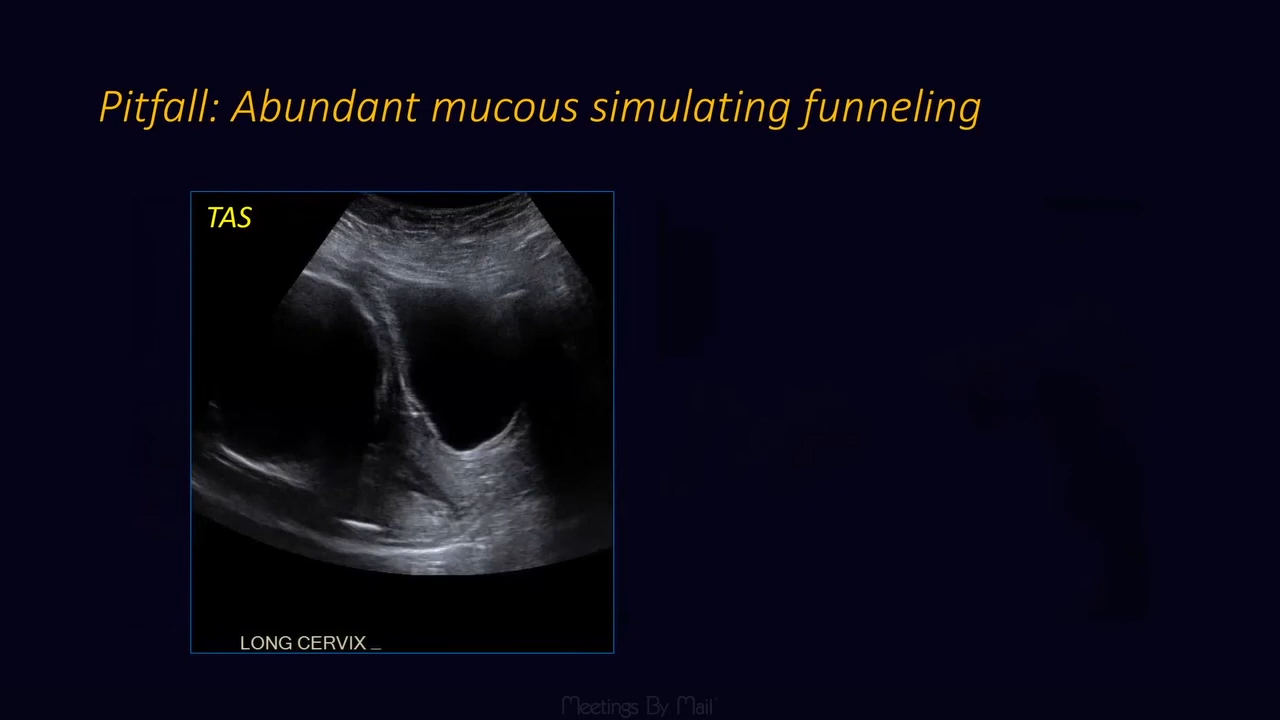 Pitfall: Abundant mucous simulating funneling
TAS
LONG CERVIX _
Meetings By Mail